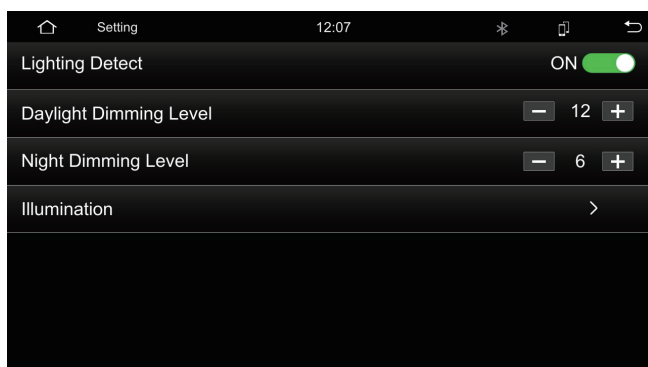 Setting 12:07
Lighting Detect ON
Daylight Dimming Level 12
Night Dimming Level 6
Illumination